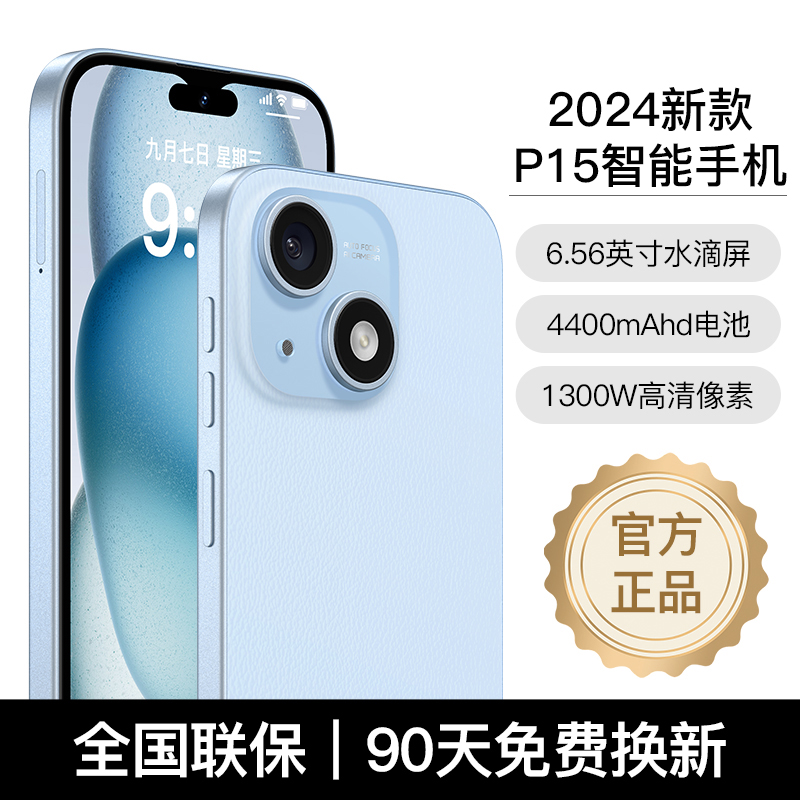 2024新款
P15智能手机
6.56英寸水滴屏
4400mAhd电池
1300W高清像素
官方
正品
九月七日 星期三
9:
全国联保｜90天免费换新